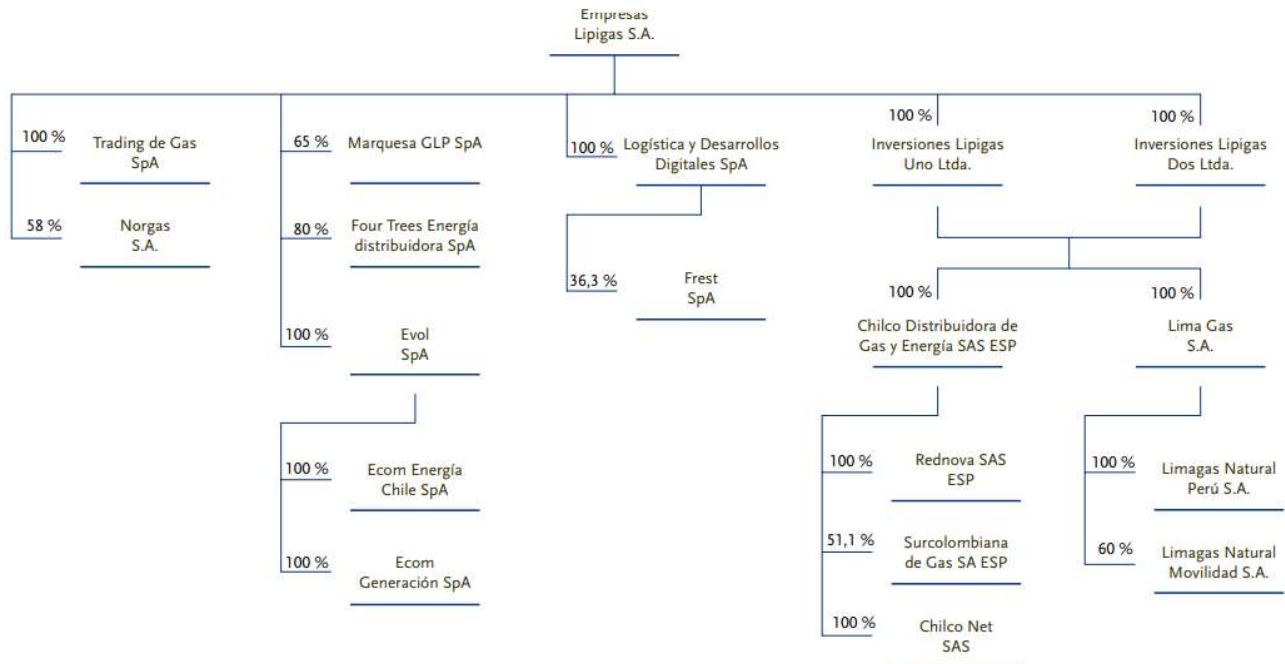 Empresas
Lipigas S.A.
100 %
Trading de Gas
SpA
58 %
Norgas
S.A.
65 %
Marquesa GLP SpA
80 %
Four Trees Energía
distribuidora SpA
100 %
Evol
SpA
100 %
Ecom Energía
Chile SpA
100 %
Ecom
Generación SpA
100 %
Logística y Desarrollos
Digitales SpA
36,3 %
Frest
SpA
100 %
Inversiones Lipigas
Uno Ltda.
100 %
Inversiones Lipigas
Dos Ltda.
100 %
Chilco Distribuidora de
Gas y Energía SAS ESP
100 %
Rednova SAS
ESP
51,1 %
Surcolombiana
de Gas SA ESP
100 %
Chilco Net
SAS
100 %
Lima Gas
S.A.
100 %
Limagas Natural
Perú S.A.
60 %
Limagas Natural
Movilidad S.A.